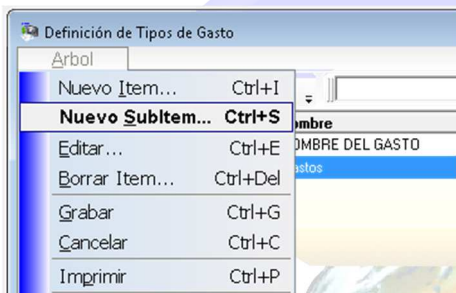 Definición de Tipos de Gasto
Arbol
Nuevo Item... Ctrl+I
Nuevo SubItem... Ctrl+S
ombre
Editar... Ctrl+E
OMBRE DEL GASTO
Borrar Item... Ctrl+Del
astos
Grabar Ctrl+G
Cancelar Ctrl+C
Imprimir Ctrl+P